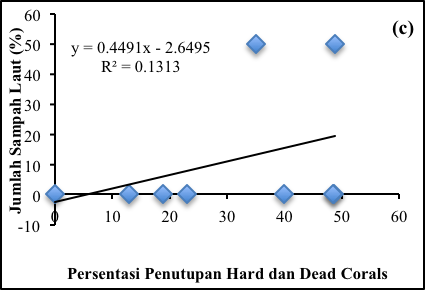 (c)
y = 0.4491x - 2.6495
R² = 0.1313
Jumlah Sampah Laut (%)
60
50
40
30
20
10
0
-10
0 10 20 30 40 50 60
Persentasi Penutupan Hard dan Dead Corals